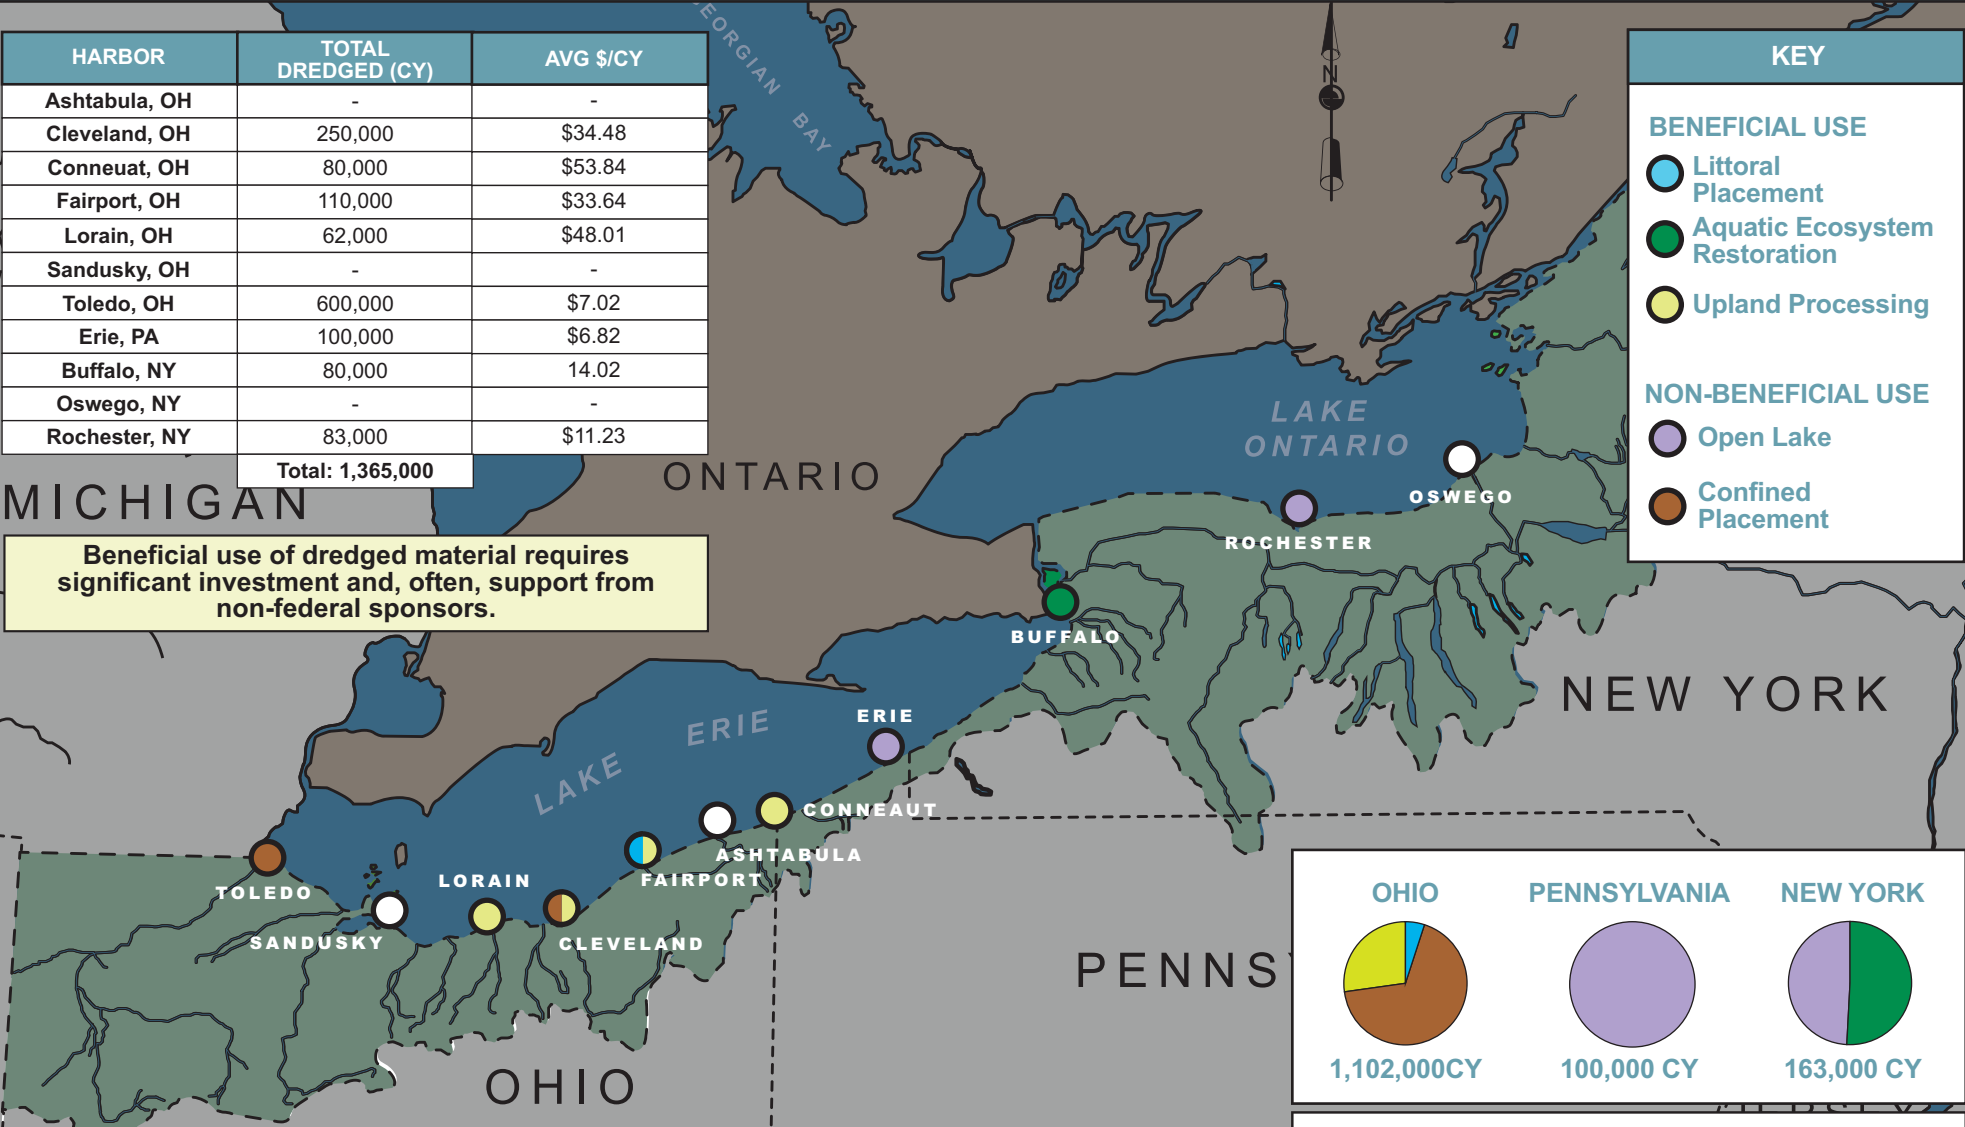 HARBOR TOTAL DREDGED (CY) AVG $/CY
Ashtabula, OH - -
Cleveland, OH 250,000 $34.48
Conneuat, OH 80,000 $53.84
Fairport, OH 110,000 $33.64
Lorain, OH 62,000 $48.01
Sandusky, OH - -
Toledo, OH 600,000 $7.02
Erie, PA 100,000 $6.82
Buffalo, NY 80,000 14.02
Oswego, NY - -
Rochester, NY 83,000 $11.23
Total: 1,365,000
Beneficial use of dredged material requires
significant investment and, often, support from
non-federal sponsors.
BAY
N
KEY
BENEFICIAL USE
Littoral
Placement
Aquatic Ecosystem
Restoration
Upland Processing
NON-BENEFICIAL USE
Open Lake
Confined
Placement
MICHIGAN
ONTARIO
LAKE
ONTARIO
OSWEGO
ROCHESTER
BUFFALO
NEW YORK
LAKE ERIE
ERIE
CONNEAUT
ASHTABULA
FAIRPORT
LORAIN
CLEVELAND
TOLEDO
SANDUSKY
OHIO
PENNS
OHIO
PENNSYLVANIA
NEW YORK
1,102,000CY
100,000 CY
163,000 CY